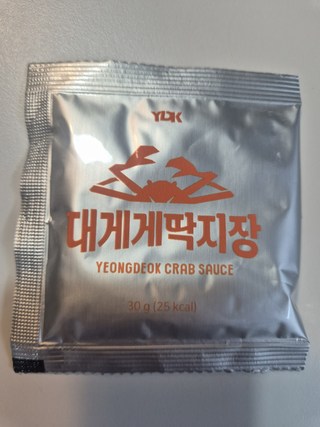 YDK
대게게딱지장
YEONGDEOK CRAB SAUCE
30 g (25 kcal)